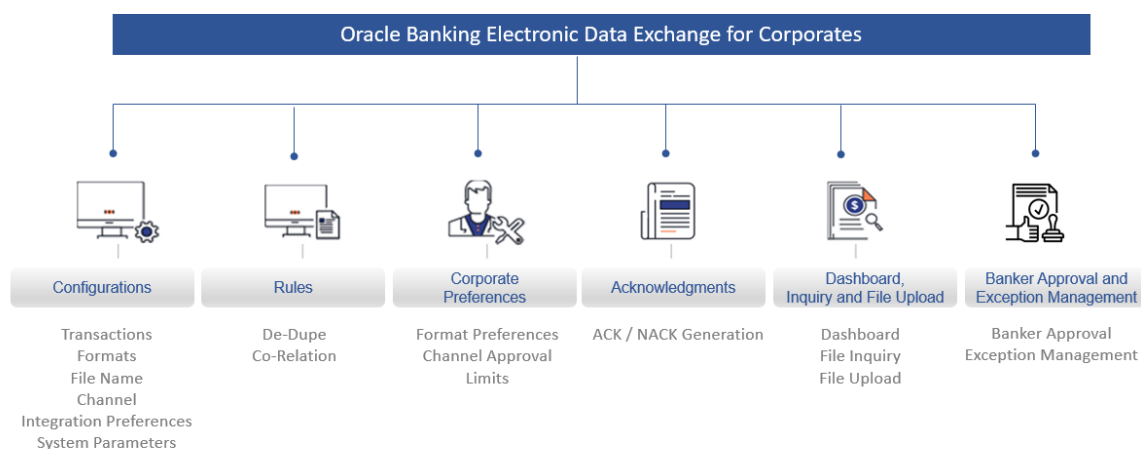 Oracle Banking Electronic Data Exchange for Corporates
Configurations
Transactions
Formats
File Name
Channel
Integration Preferences
System Parameters
Rules
De-Dupe
Co-Relation
Corporate
Preferences
Format Preferences
Channel Approval
Limits
Acknowledgments
ACK / NACK Generation
Dashboard,
Inquiry and File Upload
Dashboard
File Inquiry
File Upload
Banker Approval and
Exception Management
Banker Approval
Exception Management